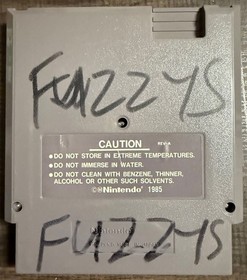 FUZZYS
CAUTION REV-A
• DO NOT STORE IN EXTREME TEMPERATURES.
• DO NOT IMMERSE IN WATER.
• DO NOT CLEAN WITH BENZENE, THINNER,
ALCOHOL OR OTHER SUCH SOLVENTS.
©Nintendo 1985
FUZZYS